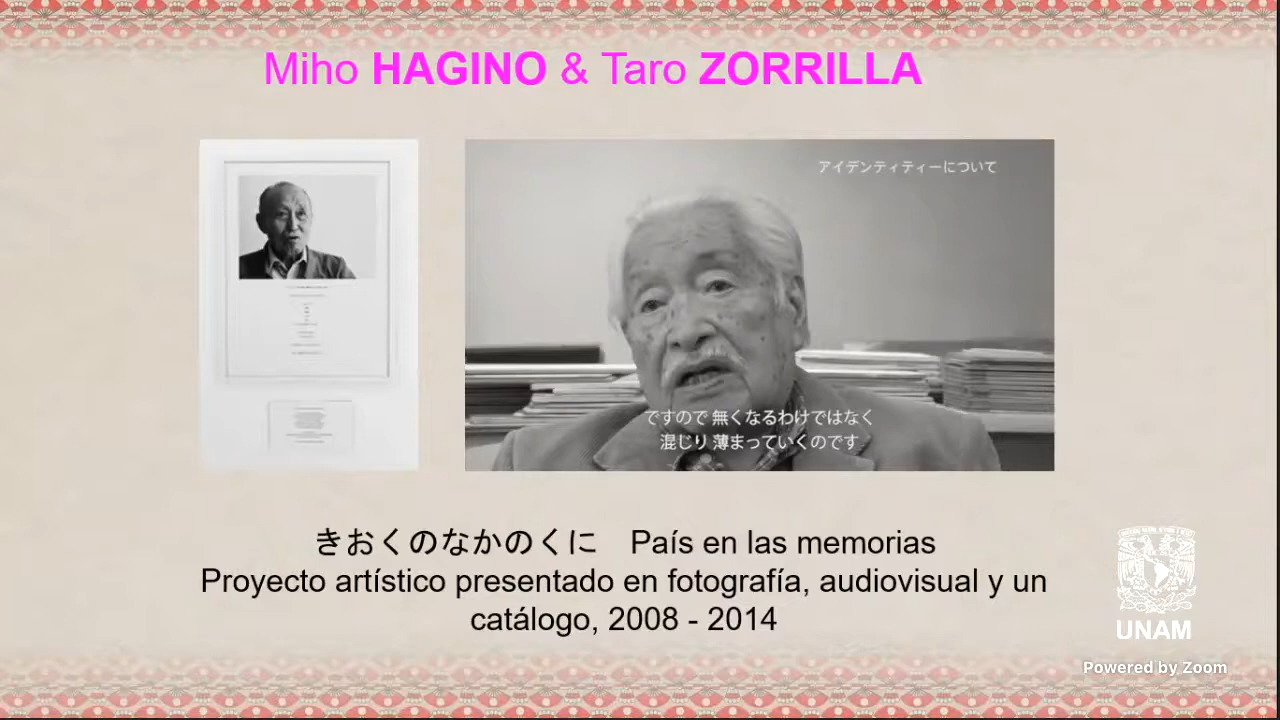 Miho HAGINO & Taro ZORRILLA
アイデンティティーについて
ですので 無くなるわけではなく
混じり 薄まっていくのです
きおくのなかのくに　País en las memorias
Proyecto artístico presentado en fotografía, audiovisual y un
catálogo, 2008 - 2014
UNAM
Powered by Zoom